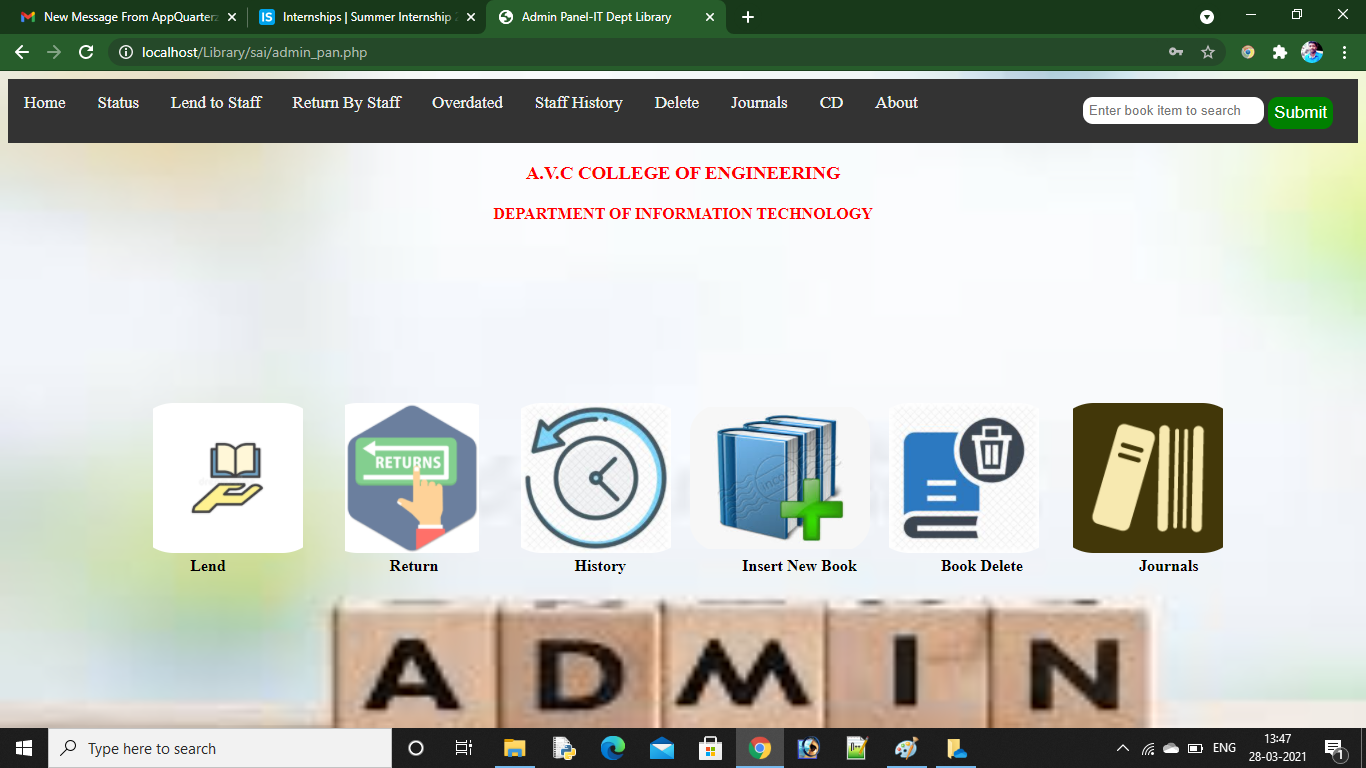 New Message From AppQuarterz
Internships | Summer Internship 2
Admin Panel-IT Dept Library
localhost/Library/sai/admin_pan.php
Home Status Lend to Staff Return By Staff Overdated Staff History Delete Journals CD About
Enter book item to search Submit
A.V.C COLLEGE OF ENGINEERING
DEPARTMENT OF INFORMATION TECHNOLOGY
RETURNS
Lend Return History Insert New Book Book Delete Journals
ADMIN
Type here to search
ENG
13:47
28-03-2021
1